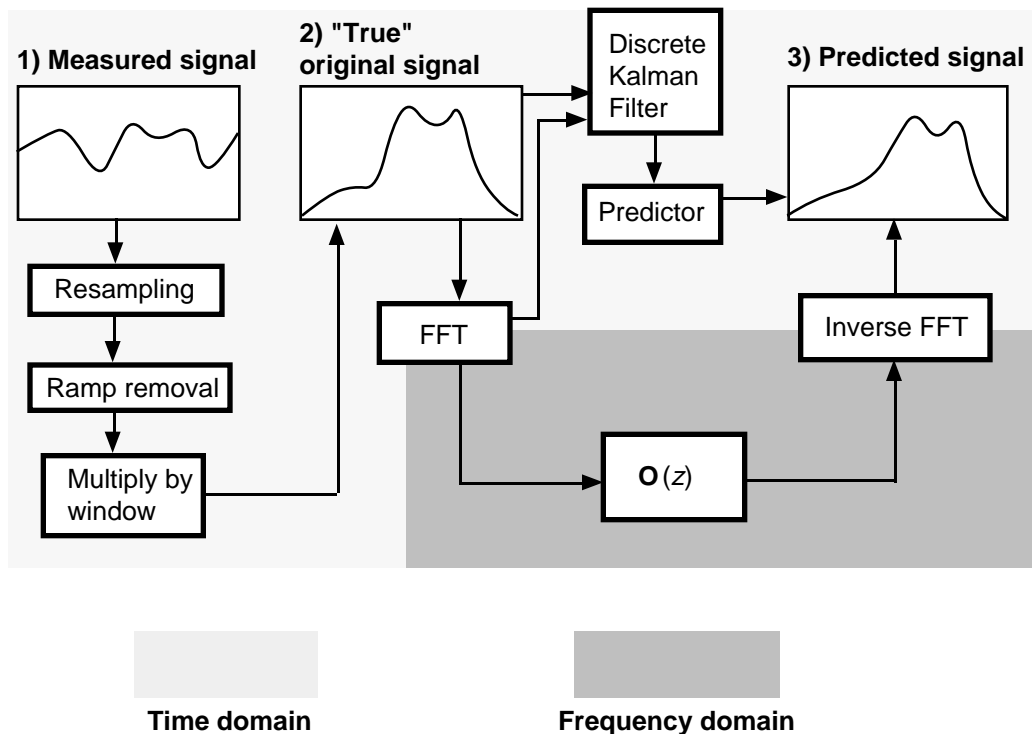 1) Measured signal
2) "True"
original signal
Discrete
Kalman
Filter
3) Predicted signal
Predictor
Resampling
FFT
Inverse FFT
Ramp removal
Multiply by
window
O(z)
Time domain
Frequency domain